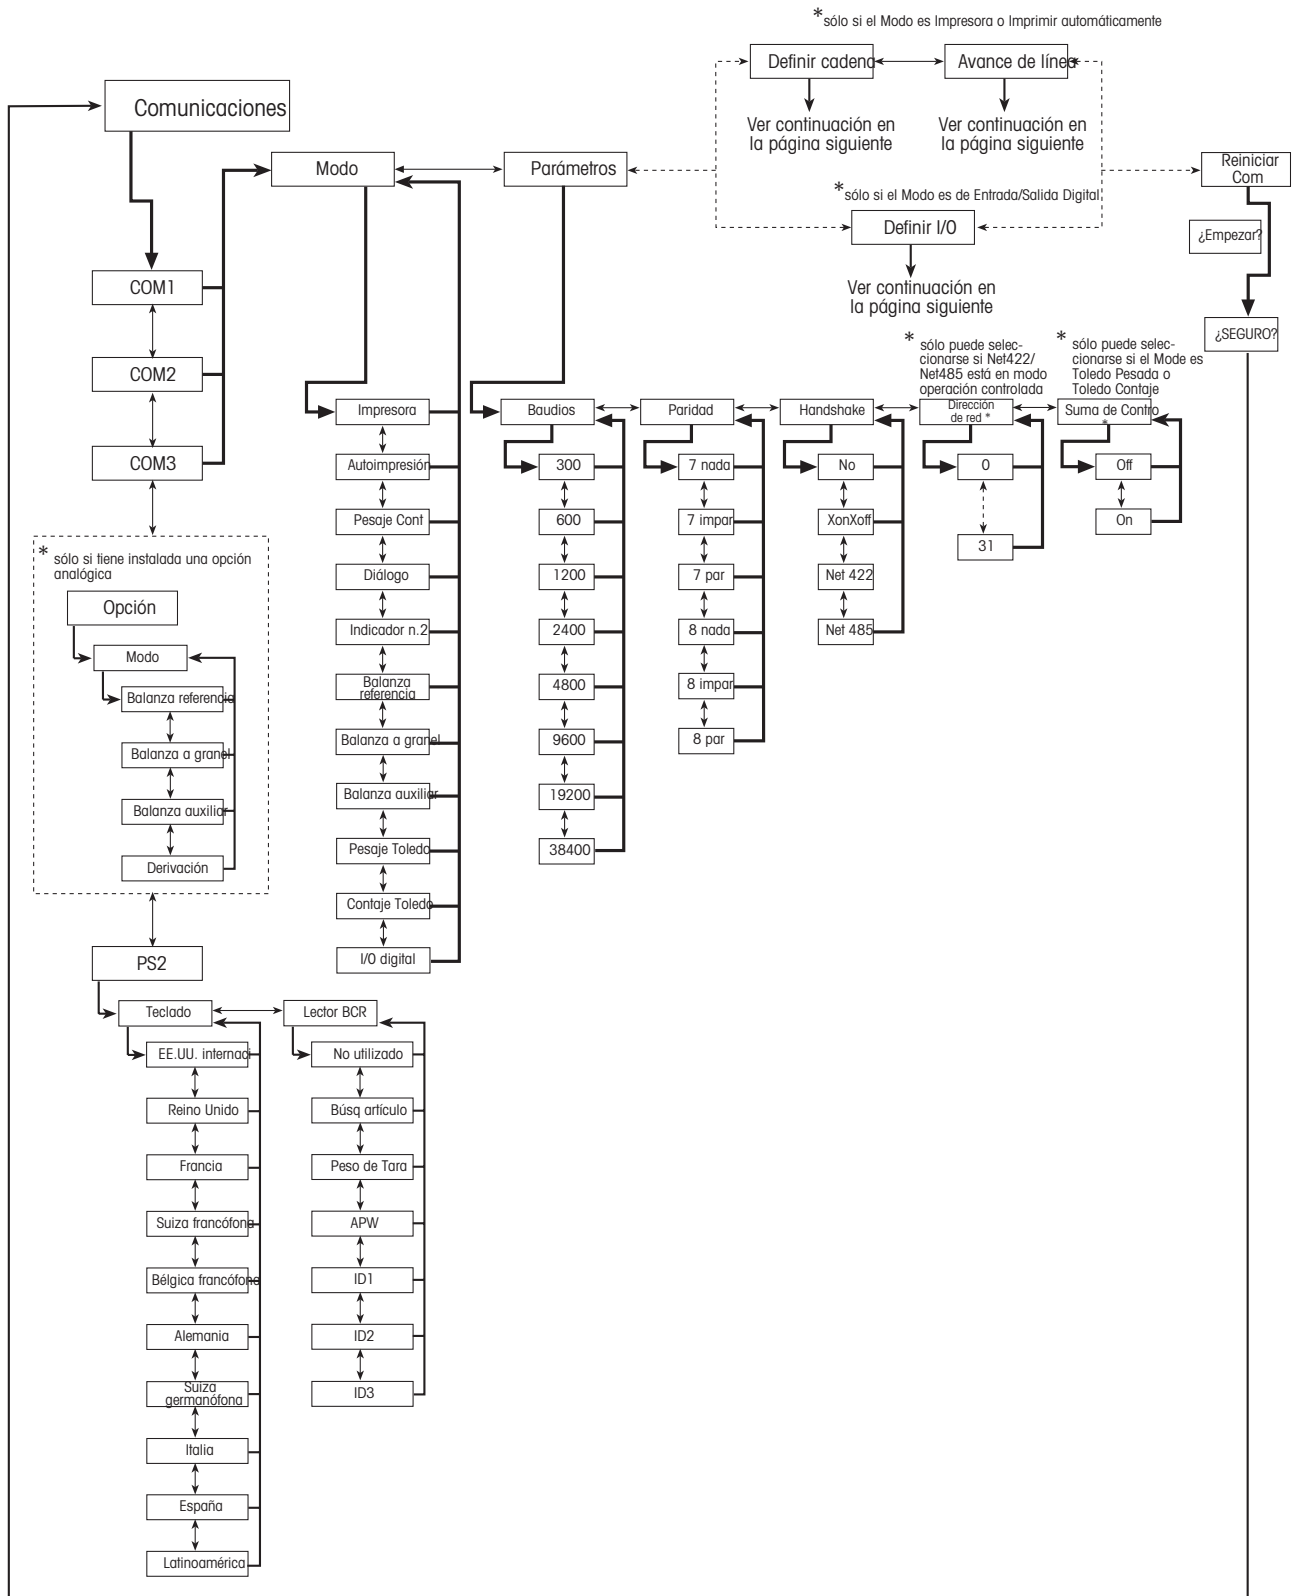 *sólo si el Modo es Impresora o Imprimir automáticamente
Definir cadena
Avance de línea
Comunicaciones
Ver continuación en
la página siguiente
Ver continuación en
la página siguiente
Modo
Parámetros
Reiniciar
Com
*sólo si el Modo es de Entrada/Salida Digital
Definir I/O
¿Empezar?
COM1
Ver continuación en
la página siguiente
¿SEGURO?
* sólo puede selec-
cionarse si Net422/
Net485 está en modo
operación controlada
* sólo puede selec-
cionarse si el Mode es
Toledo Pesada o
Toledo Contaje
COM2
COM3
Impresora
Autoimpresión
Pesaje Cont
Diálogo
Indicador n.2
Balanza
referencia
Balanza a granel
Balanza auxiliar
Pesaje Toledo
Contaje Toledo
I/0 digital
Baudios
300
600
1200
2400
4800
9600
19200
38400
Paridad
7 nada
7 impar
7 par
8 nada
8 impar
8 par
Handshake
No
XonXoff
Net 422
Net 485
Dirección
de red *
0
31
Suma de Contro
*
Off
On
* sólo si tiene instalada una opción
analógica
Opción
Modo
Balanza referencia
Balanza a granel
Balanza auxiliar
Derivación
PS2
Teclado
EE.UU. internaci
Reino Unido
Francia
Suiza francófona
Bélgica francófona
Alemania
Suiza
germanófona
Italia
España
Latinoamérica
Lector BCR
No utilizado
Búsq artículo
Peso de Tara
APW
ID1
ID2
ID3